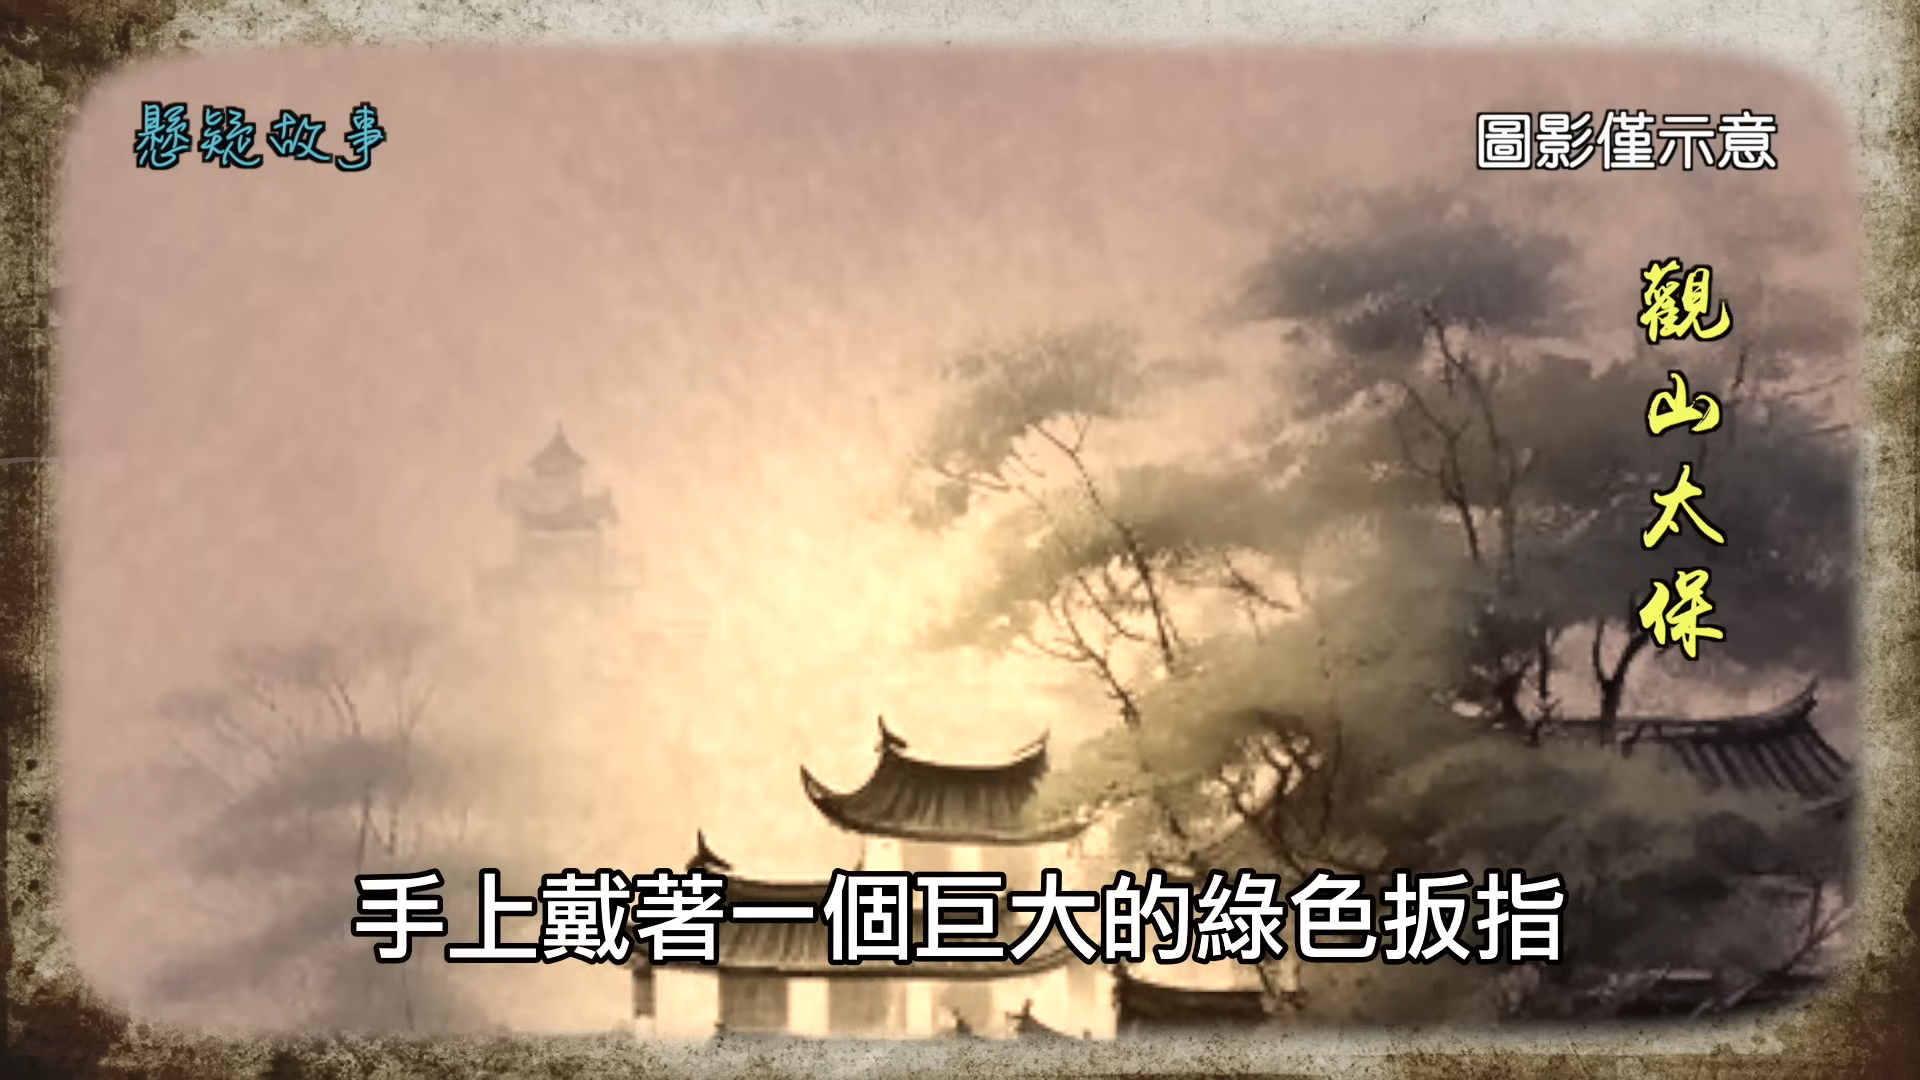 懸疑故事
圖影僅示意
觀山太保
手上戴著一個巨大的綠色扳指